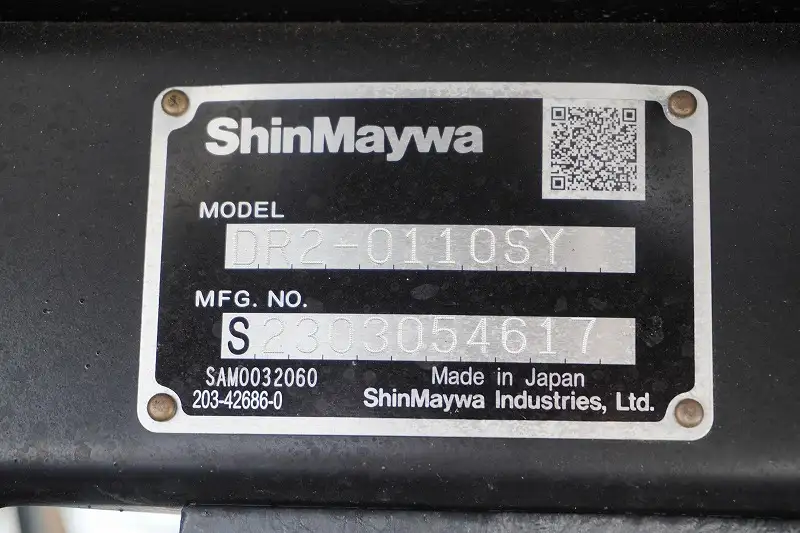 ShinMaywa
MODEL
DR2-0110SY
MFG. NO.
S2303054617
SAM0032060
203-42686-0
Made in Japan
ShinMaywa Industries, Ltd.